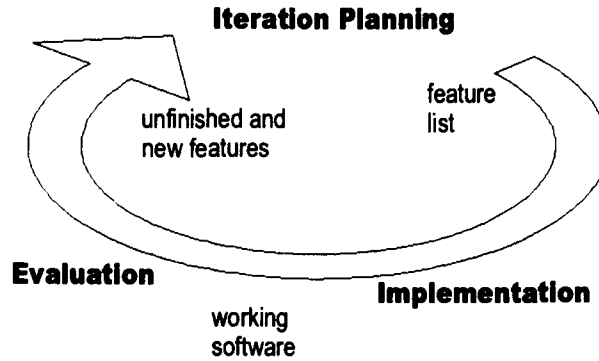 Iteration Planning
unfinished and
new features
feature
list
Evaluation
Implementation
working
software